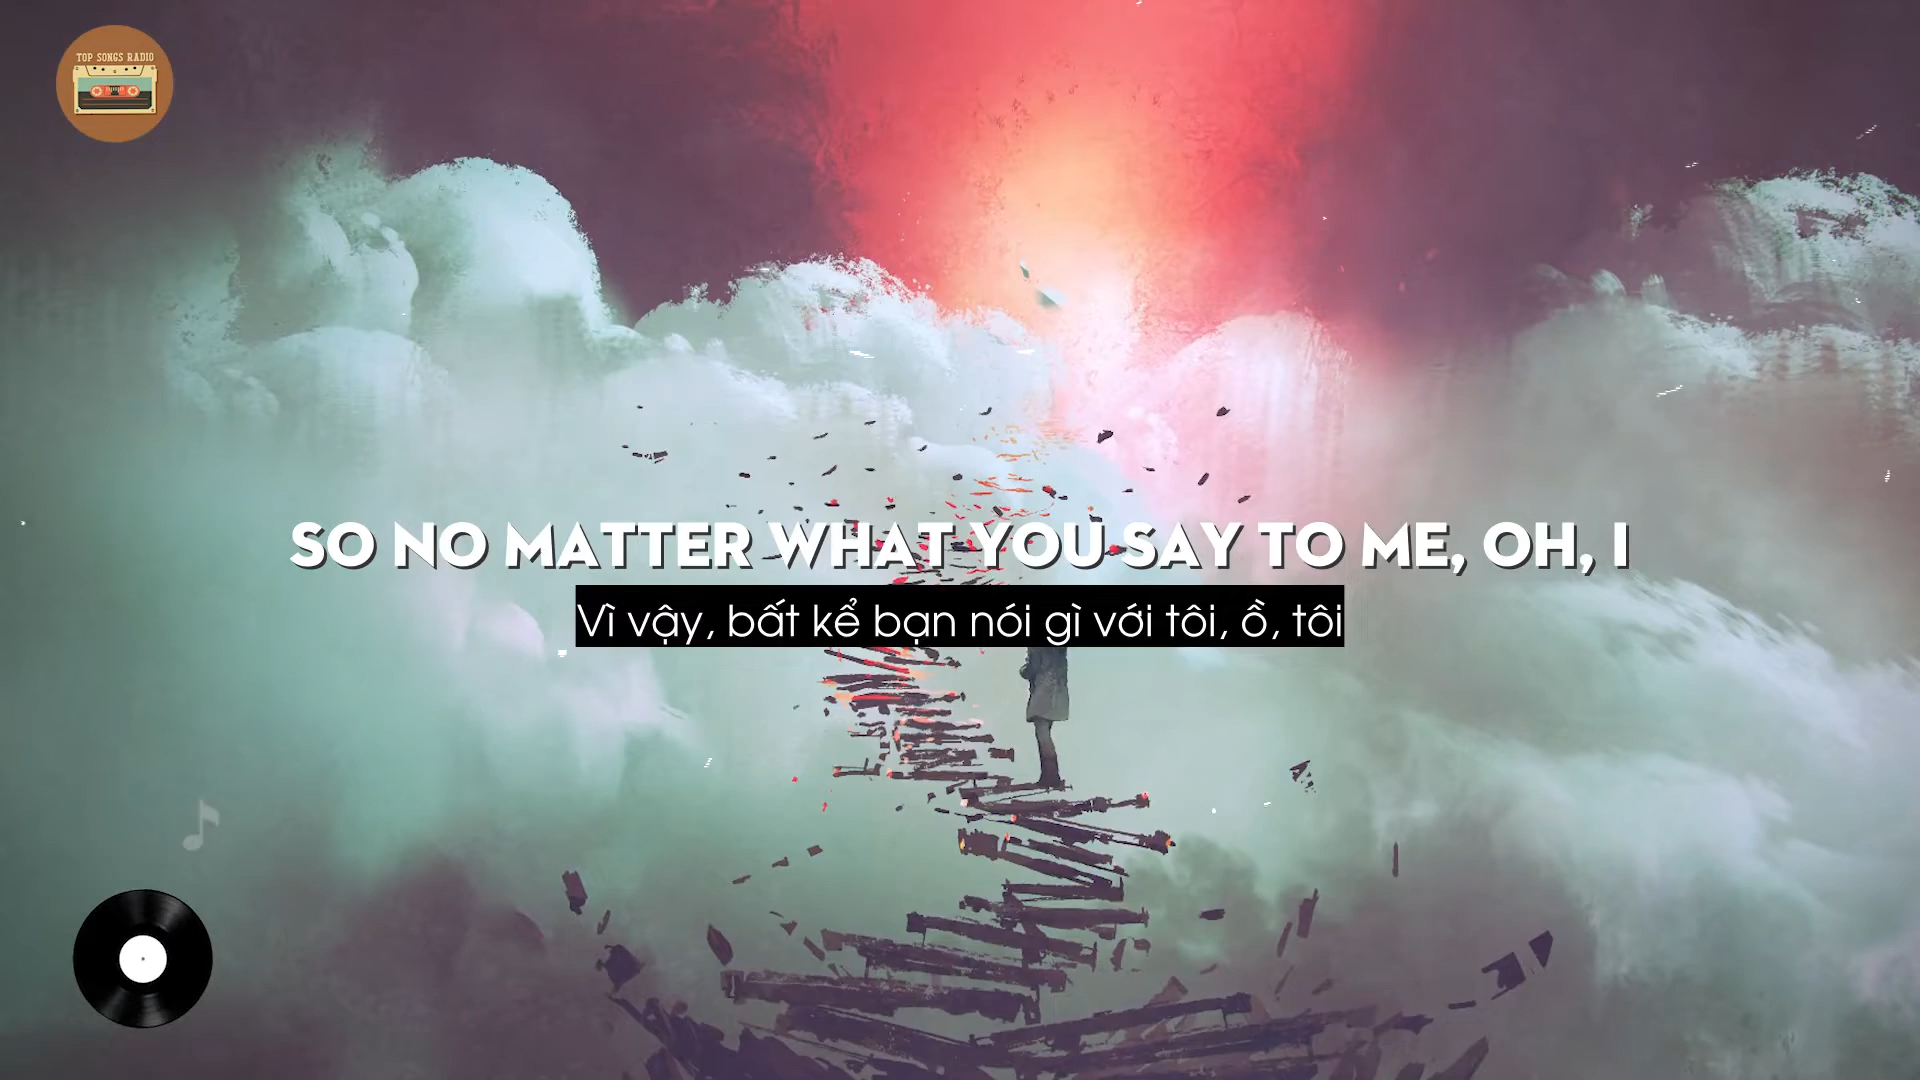 TOP SONGS RADIO
SO NO MATTER WHAT YOU SAY TO ME, OH, I
Vì vậy, bất kể bạn nói gì với tôi, ồ, tôi